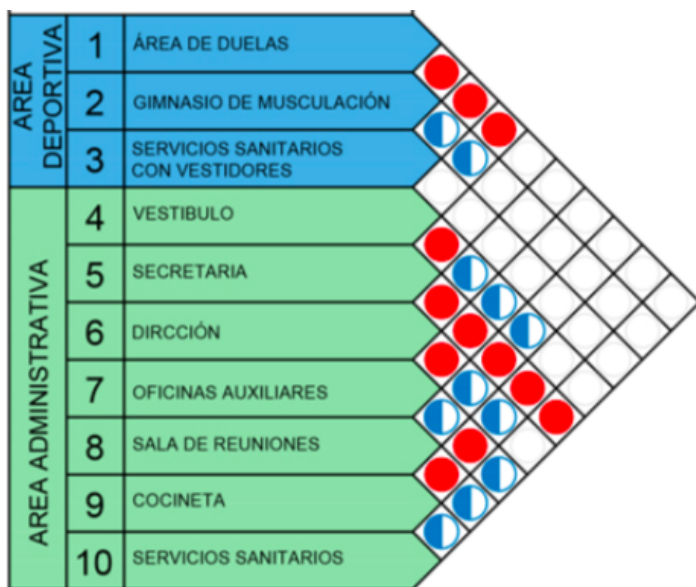 AREA
DEPORTIVA
1 ÁREA DE DUELAS
2 GIMNASIO DE MUSCULACIÓN
3 SERVICIOS SANITARIOS
CON VESTIDORES
AREA ADMINISTRATIVA
4 VESTIBULO
5 SECRETARIA
6 DIRCCIÓN
7 OFICINAS AUXILIARES
8 SALA DE REUNIONES
9 COCINETA
10 SERVICIOS SANITARIOS